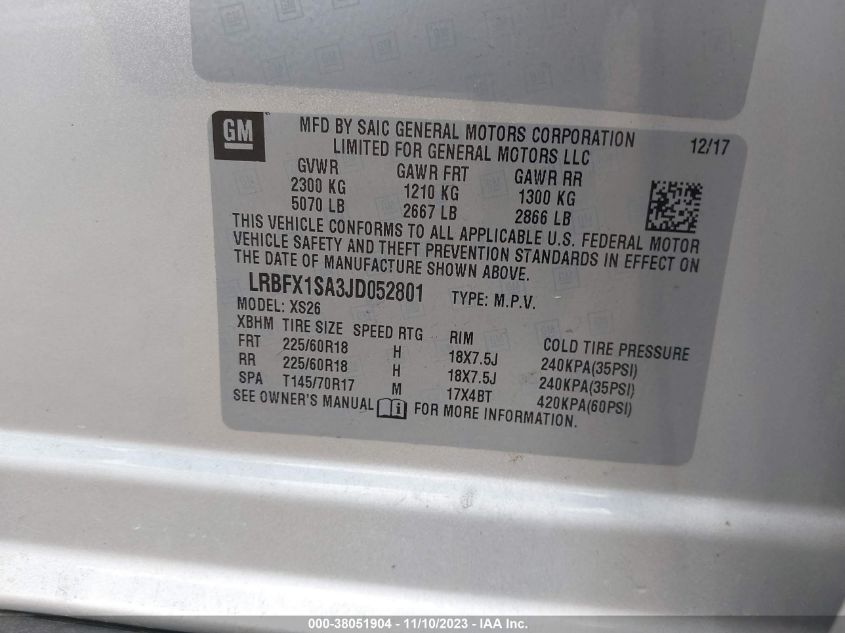 GM
MFD BY SAIC GENERAL MOTORS CORPORATION 12/17
LIMITED FOR GENERAL MOTORS LLC
GVWR GAWR FRT GAWR RR
2300 KG 1210 KG 1300 KG
5070 LB 2667 LB 2866 LB
THIS VEHICLE CONFORMS TO ALL APPLICABLE U.S. FEDERAL MOTOR
VEHICLE SAFETY AND THEFT PREVENTION STANDARDS IN EFFECT ON
THE DATE OF MANUFACTURE SHOWN ABOVE.
LRBFX1SA3JD052801 TYPE: M.P.V.
MODEL: XS26
XBHM TIRE SIZE SPEED RTG RIM COLD TIRE PRESSURE
FRT 225/60R18 H 18X7.5J 240KPA(35PSI)
RR 225/60R18 H 18X7.5J 240KPA(35PSI)
SPA T145/70R17 M 17X4BT 420KPA(60PSI)
SEE OWNER'S MANUAL i FOR MORE INFORMATION.
000-38051904 — 11/10/2023 — IAA Inc.